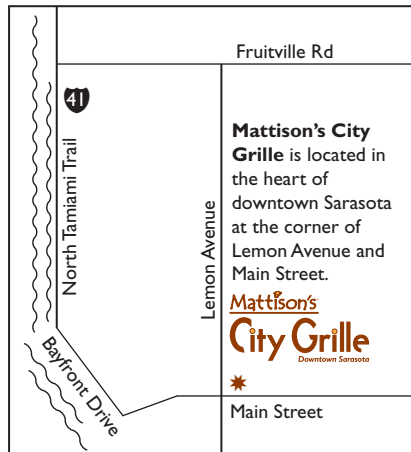 Fruitville Rd
41
North Tamiami Trail
Lemon Avenue
Mattison's City
Grille is located in
the heart of
downtown Sarasota
at the corner of
Lemon Avenue and
Main Street.
Mattison's
City Grille
Downtown Sarasota
Bayfront Drive
Main Street